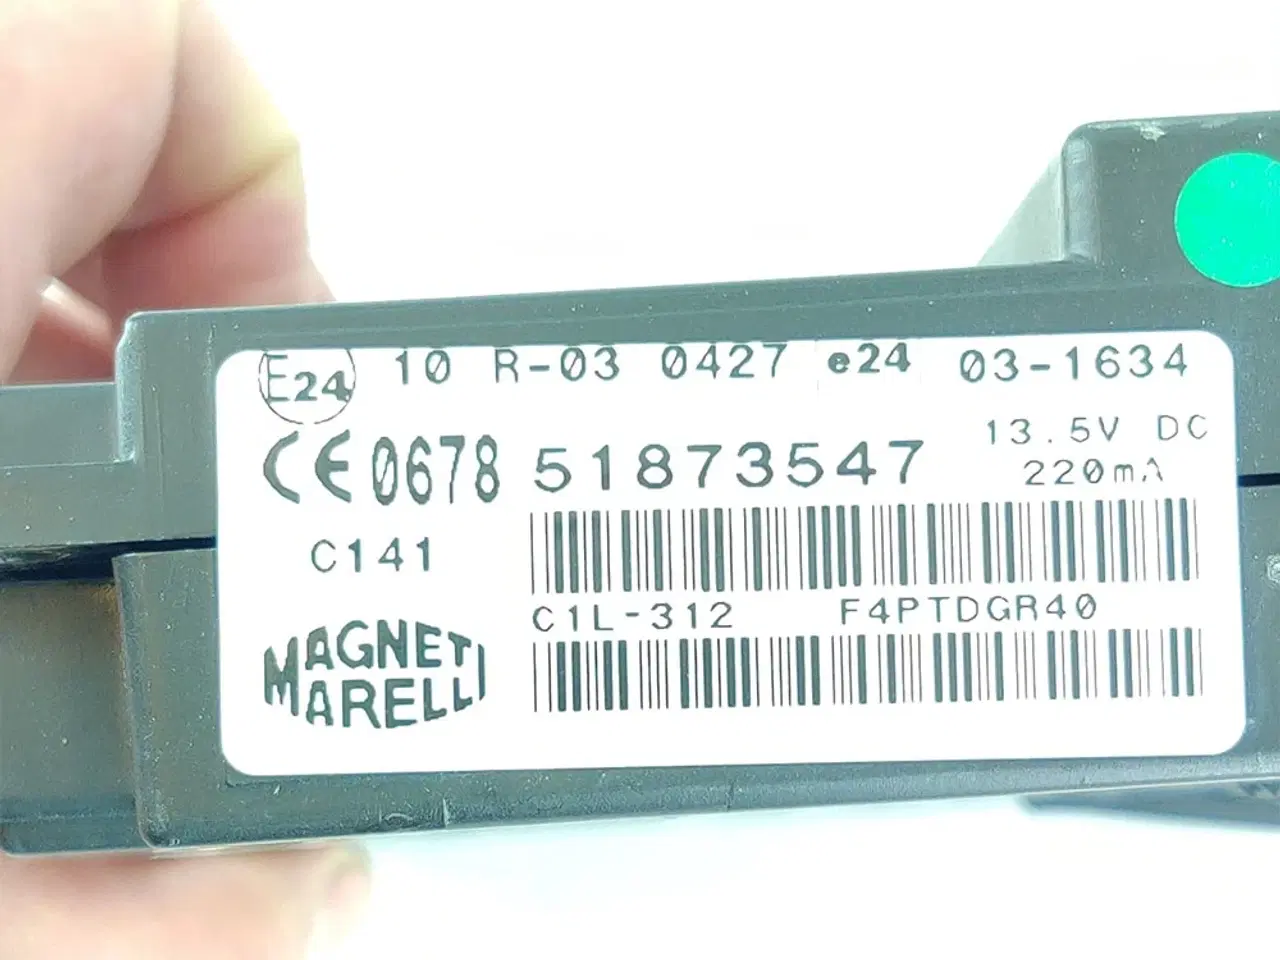 E24 10 R-03 0427 e24 03-1634
CE 0678 51873547 13.5V DC
220mA
C141
C1L-312 F4PTDGR40
MAGNETI
MARELLI